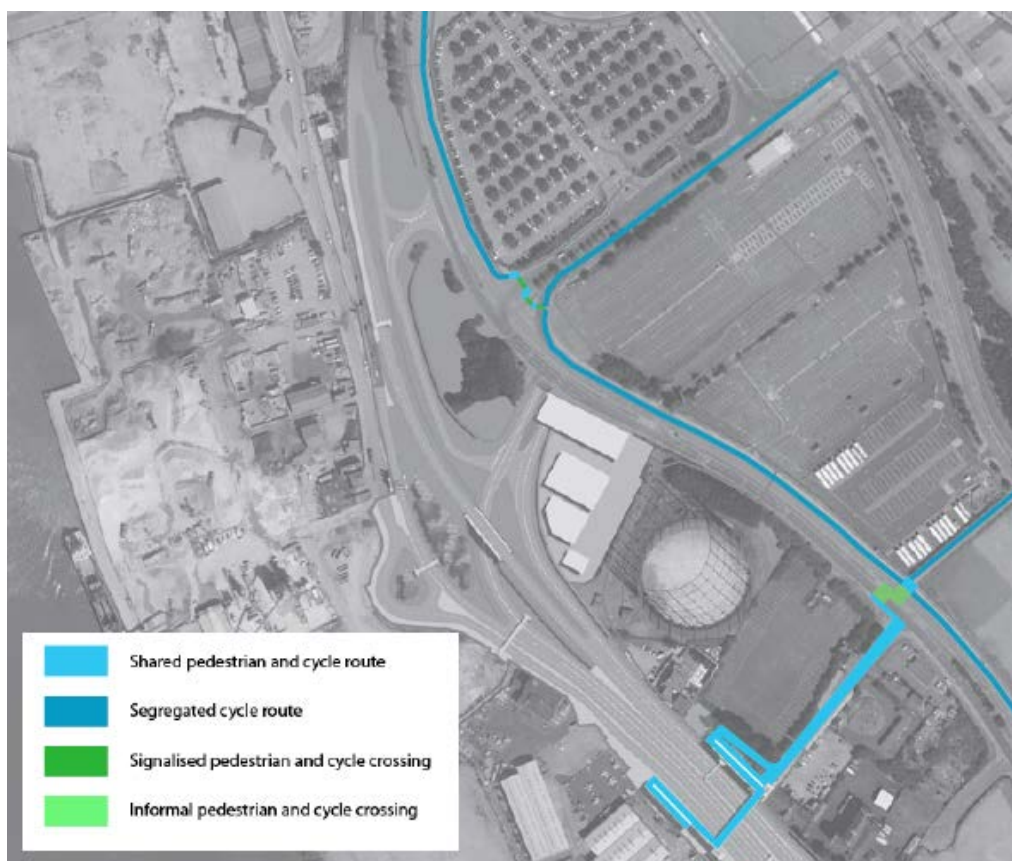 Shared pedestrian and cycle route
Segregated cycle route
Signalised pedestrian and cycle crossing
Informal pedestrian and cycle crossing